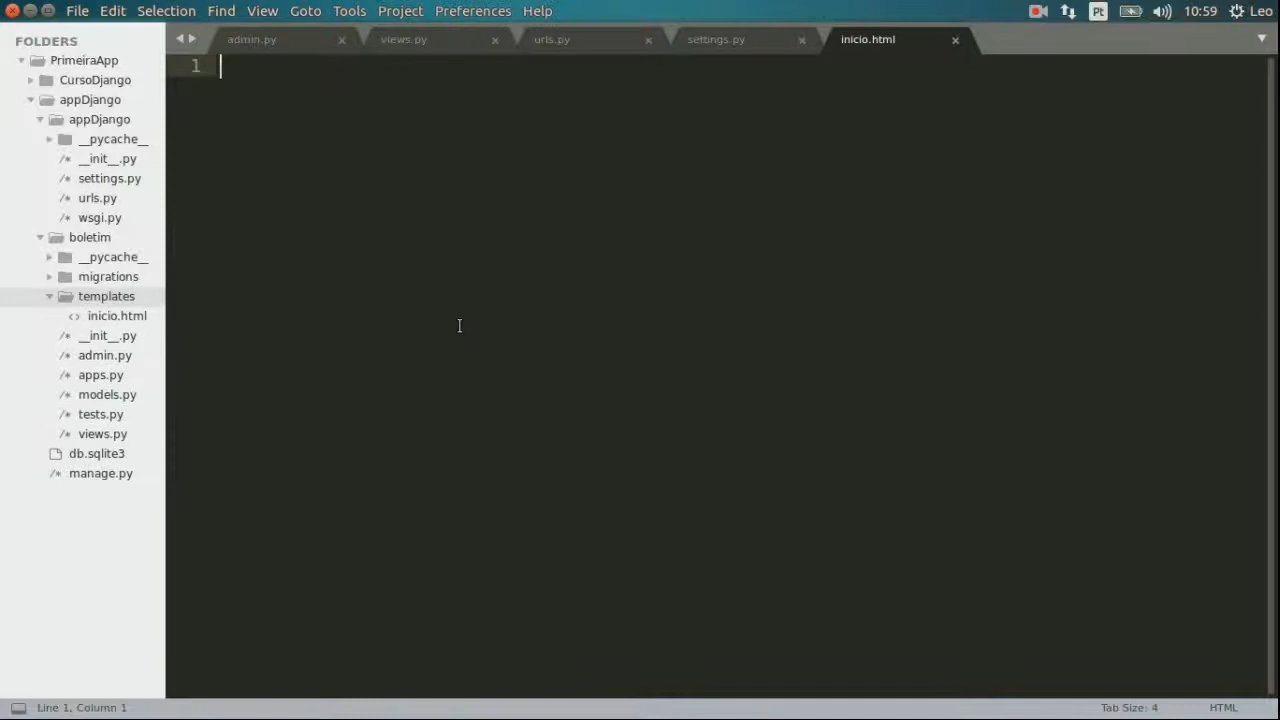 File Edit Selection Find View Goto Tools Project Preferences Help Pt 10:59 Leo
FOLDERS
PrimeiraApp
CursoDjango
appDjango
appDjango
__pycache__
/* __init__.py
/* settings.py
/* urls.py
/* wsgi.py
boletim
__pycache__
migrations
templates
<> inicio.html
/* __init__.py
/* admin.py
/* apps.py
/* models.py
/* tests.py
/* views.py
db.sqlite3
/* manage.py
admin.py × views.py × urls.py × settings.py × inicio.html ×
1
Line 1, Column 1 Tab Size: 4 HTML